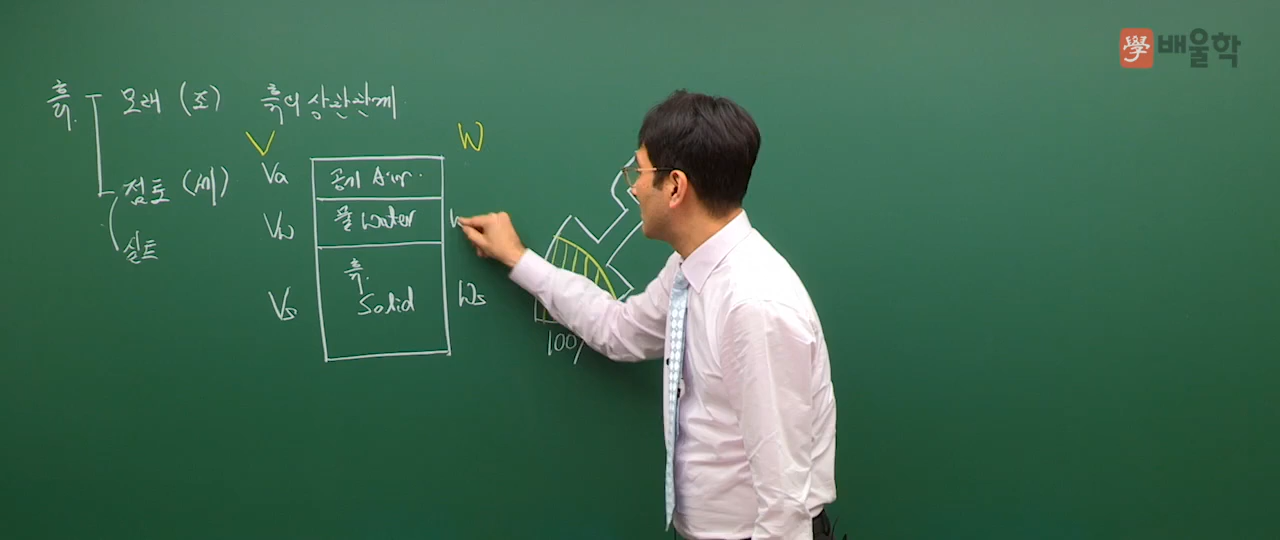 學 배울학
흙 모래 (조) 흙의 상관관계
V W
점토 (세) Va 공기 Air
Vw 물 Water
실트
흙
Vs Solid Ws
100%